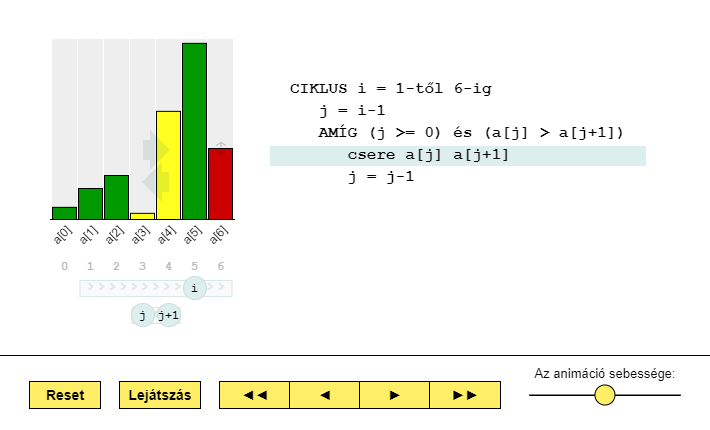 CIKLUS i = 1-től 6-ig
j = i-1
AMÍG (j >= 0) és (a[j] > a[j+1])
csere a[j] a[j+1]
j = j-1
a[0] a[1] a[2] a[3] a[4] a[5] a[6]
0 1 2 3 4 5 6
i
j j+1
Az animáció sebessége:
Reset Lejátszás